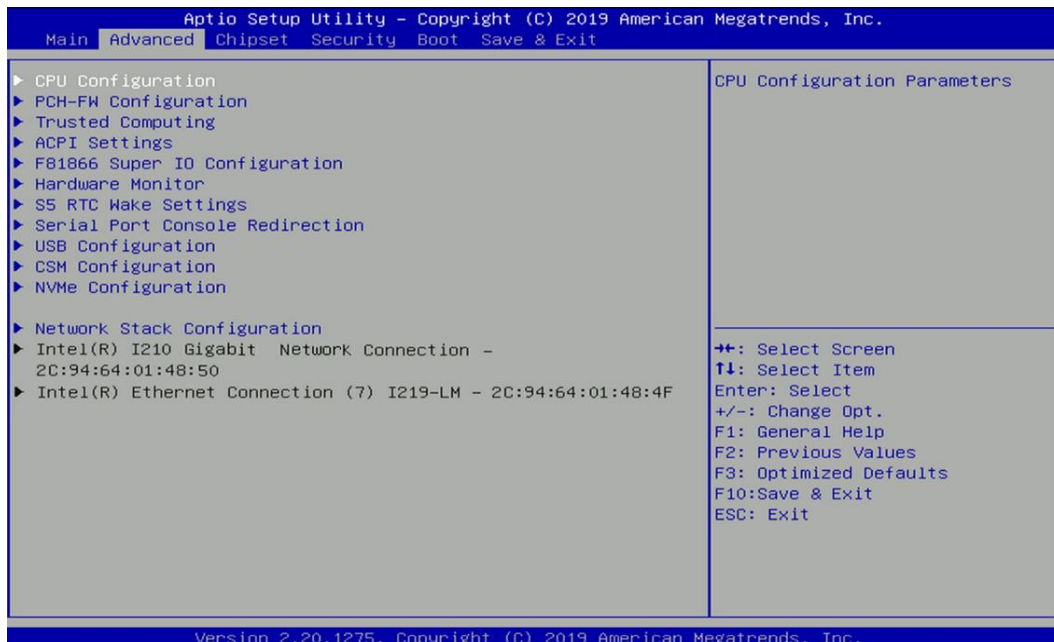 Aptio Setup Utility – Copyright (C) 2019 American Megatrends, Inc.
Main Advanced Chipset Security Boot Save & Exit
▶ CPU Configuration
▶ PCH-FW Configuration
▶ Trusted Computing
▶ ACPI Settings
▶ F81866 Super IO Configuration
▶ Hardware Monitor
▶ S5 RTC Wake Settings
▶ Serial Port Console Redirection
▶ USB Configuration
▶ CSM Configuration
▶ NVMe Configuration
▶ Network Stack Configuration
▶ Intel(R) I210 Gigabit  Network Connection –
2C:94:64:01:48:50
▶ Intel(R) Ethernet Connection (7) I219-LM – 2C:94:64:01:48:4F
CPU Configuration Parameters
→←: Select Screen
↑↓: Select Item
Enter: Select
+/-: Change Opt.
F1: General Help
F2: Previous Values
F3: Optimized Defaults
F10:Save & Exit
ESC: Exit
Version 2.20.1275. Copyright (C) 2019 American Megatrends, Inc.